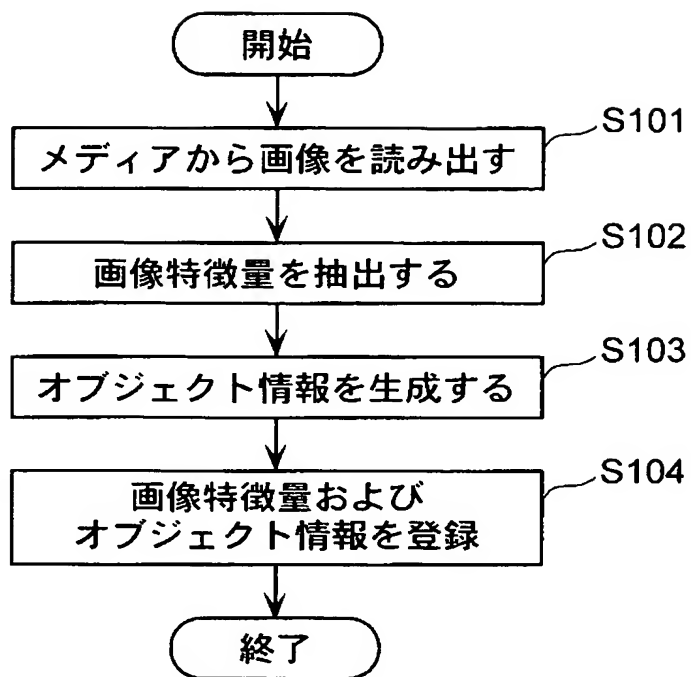 開始
S101
メディアから画像を読み出す
S102
画像特徴量を抽出する
S103
オブジェクト情報を生成する
S104
画像特徴量および
オブジェクト情報を登録
終了